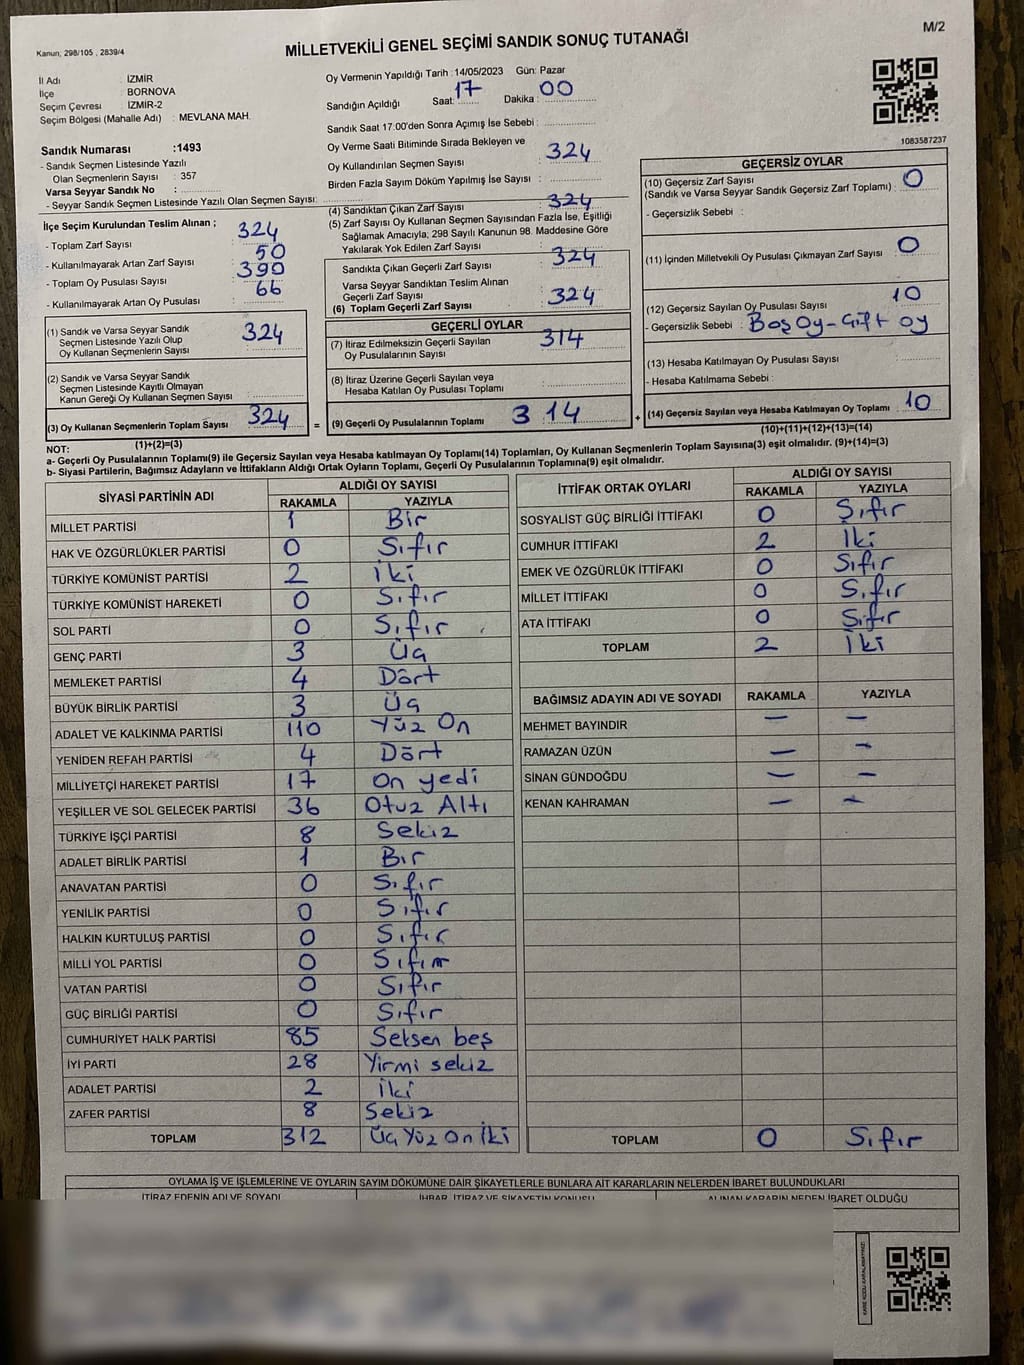 M/2
Kanun; 298/105 , 2839/4
MİLLETVEKİLİ GENEL SEÇİMİ SANDIK SONUÇ TUTANAĞI
İl Adı : İZMİR
İlçe : BORNOVA
Seçim Çevresi : İZMİR-2
Seçim Bölgesi (Mahalle Adı) : MEVLANA MAH.
Sandık Numarası :1493
- Sandık Seçmen Listesinde Yazılı
Olan Seçmenlerin Sayısı : 357
Varsa Seyyar Sandık No :
- Seyyar Sandık Seçmen Listesinde Yazılı Olan Seçmen Sayısı:
Oy Vermenin Yapıldığı Tarih :14/05/2023 Gün: Pazar
Sandığın Açıldığı Saat: 17 Dakika : 00
Sandık Saat 17:00'den Sonra Açımış İse Sebebi :
Oy Verme Saati Bitiminde Sırada Bekleyen ve
Oy Kullandırılan Seçmen Sayısı : 324
Birden Fazla Sayım Döküm Yapılmış İse Sayısı :
1083587237
İlçe Seçim Kurulundan Teslim Alınan ;
- Toplam Zarf Sayısı : 324
- Kullanılmayarak Artan Zarf Sayısı : 50
- Toplam Oy Pusulası Sayısı : 390
- Kullanılmayarak Artan Oy Pusulası : 66
(1) Sandık ve Varsa Seyyar Sandık
Seçmen Listesinde Yazılı Olup
Oy Kullanan Seçmenlerin Sayısı : 324
(2) Sandık ve Varsa Seyyar Sandık
Seçmen Listesinde Kayıtlı Olmayan
Kanun Gereği Oy Kullanan Seçmen Sayısı :
(3) Oy Kullanan Seçmenlerin Toplam Sayısı : 324
(1)+(2)=(3)
(4) Sandıktan Çıkan Zarf Sayısı : 324
(5) Zarf Sayısı Oy Kullanan Seçmen Sayısından Fazla İse, Eşitliği
Sağlamak Amacıyla; 298 Sayılı Kanunun 98. Maddesine Göre
Yakılarak Yok Edilen Zarf Sayısı :
Sandıkta Çıkan Geçerli Zarf Sayısı : 324
Varsa Seyyar Sandıktan Teslim Alınan
Geçerli Zarf Sayısı :
(6) Toplam Geçerli Zarf Sayısı : 324
GEÇERLİ OYLAR
(7) İtiraz Edilmeksizin Geçerli Sayılan
Oy Pusulalarının Sayısı : 314
(8) İtiraz Üzerine Geçerli Sayılan veya
Hesaba Katılan Oy Pusulası Toplamı :
= (9) Geçerli Oy Pusulalarının Toplamı : 3 14 +
GEÇERSİZ OYLAR
(10) Geçersiz Zarf Sayısı
(Sandık ve Varsa Seyyar Sandık Geçersiz Zarf Toplamı) : 0
- Geçersizlik Sebebi :
(11) İçinden Milletvekili Oy Pusulası Çıkmayan Zarf Sayısı : 0
(12) Geçersiz Sayılan Oy Pusulası Sayısı : 10
- Geçersizlik Sebebi : Boş Oy-Çift oy
(13) Hesaba Katılmayan Oy Pusulası Sayısı :
- Hesaba Katılmama Sebebi :
(14) Geçersiz Sayılan veya Hesaba Katılmayan Oy Toplamı : 10
(10)+(11)+(12)+(13)=(14)
NOT:
a- Geçerli Oy Pusulalarının Toplamı(9) ile Geçersiz Sayılan veya Hesaba katılmayan Oy Toplamı(14) Toplamları, Oy Kullanan Seçmenlerin Toplam Sayısına(3) eşit olmalıdır. (9)+(14)=(3)
b- Siyasi Partilerin, Bağımsız Adayların ve İttifakların Aldığı Ortak Oyların Toplamı, Geçerli Oy Pusulalarının Toplamına(9) eşit olmalıdır.
SİYASİ PARTİNİN ADI ALDIĞI OY SAYISI
RAKAMLA YAZIYLA
MİLLET PARTİSİ 1 Bir
HAK VE ÖZGÜRLÜKLER PARTİSİ 0 Sıfır
TÜRKİYE KOMÜNİST PARTİSİ 2 iki
TÜRKİYE KOMÜNİST HAREKETİ 0 Sıfır
SOL PARTİ 0 Sıfır
GENÇ PARTİ 3 Üç
MEMLEKET PARTİSİ 4 Dört
BÜYÜK BİRLİK PARTİSİ 3 Üç
ADALET VE KALKINMA PARTİSİ 110 Yüz On
YENİDEN REFAH PARTİSİ 4 Dört
MİLLİYETÇİ HAREKET PARTİSİ 17 On yedi
YEŞİLLER VE SOL GELECEK PARTİSİ 36 Otuz Altı
TÜRKİYE İŞÇİ PARTİSİ 8 Sekiz
ADALET BİRLİK PARTİSİ 1 Bir
ANAVATAN PARTİSİ 0 Sıfır
YENİLİK PARTİSİ 0 Sıfır
HALKIN KURTULUŞ PARTİSİ 0 Sıfır
MİLLİ YOL PARTİSİ 0 Sıfır
VATAN PARTİSİ 0 Sıfır
GÜÇ BİRLİĞİ PARTİSİ 0 Sıfır
CUMHURİYET HALK PARTİSİ 85 Seksen beş
İYİ PARTİ 28 Yirmi sekiz
ADALET PARTİSİ 2 İki
ZAFER PARTİSİ 8 Sekiz
TOPLAM 312 Üç Yüz On İki
İTTİFAK ORTAK OYLARI ALDIĞI OY SAYISI
RAKAMLA YAZIYLA
SOSYALİST GÜÇ BİRLİĞİ İTTİFAKI 0 Sıfır
CUMHUR İTTİFAKI 2 İki
EMEK VE ÖZGÜRLÜK İTTİFAKI 0 Sıfır
MİLLET İTTİFAKI 0 Sıfır
ATA İTTİFAKI 0 Sıfır
TOPLAM 2 İki
BAĞIMSIZ ADAYIN ADI VE SOYADI RAKAMLA YAZIYLA
MEHMET BAYINDIR — —
RAMAZAN ÜZÜN — —
SİNAN GÜNDOĞDU — —
KENAN KAHRAMAN — —
TOPLAM 0 Sıfır
OYLAMA İŞ VE İŞLEMLERİNE VE OYLARIN SAYIM DÖKÜMÜNE DAİR ŞİKAYETLERLE BUNLARA AİT KARARLARIN NELERDEN İBARET BULUNDUKLARI
İTİRAZ EDENİN ADI VE SOYADI İHBAR, İTİRAZ VE ŞİKAYETİN KONUSU ALINAN KARARIN NEDEN İBARET OLDUĞU